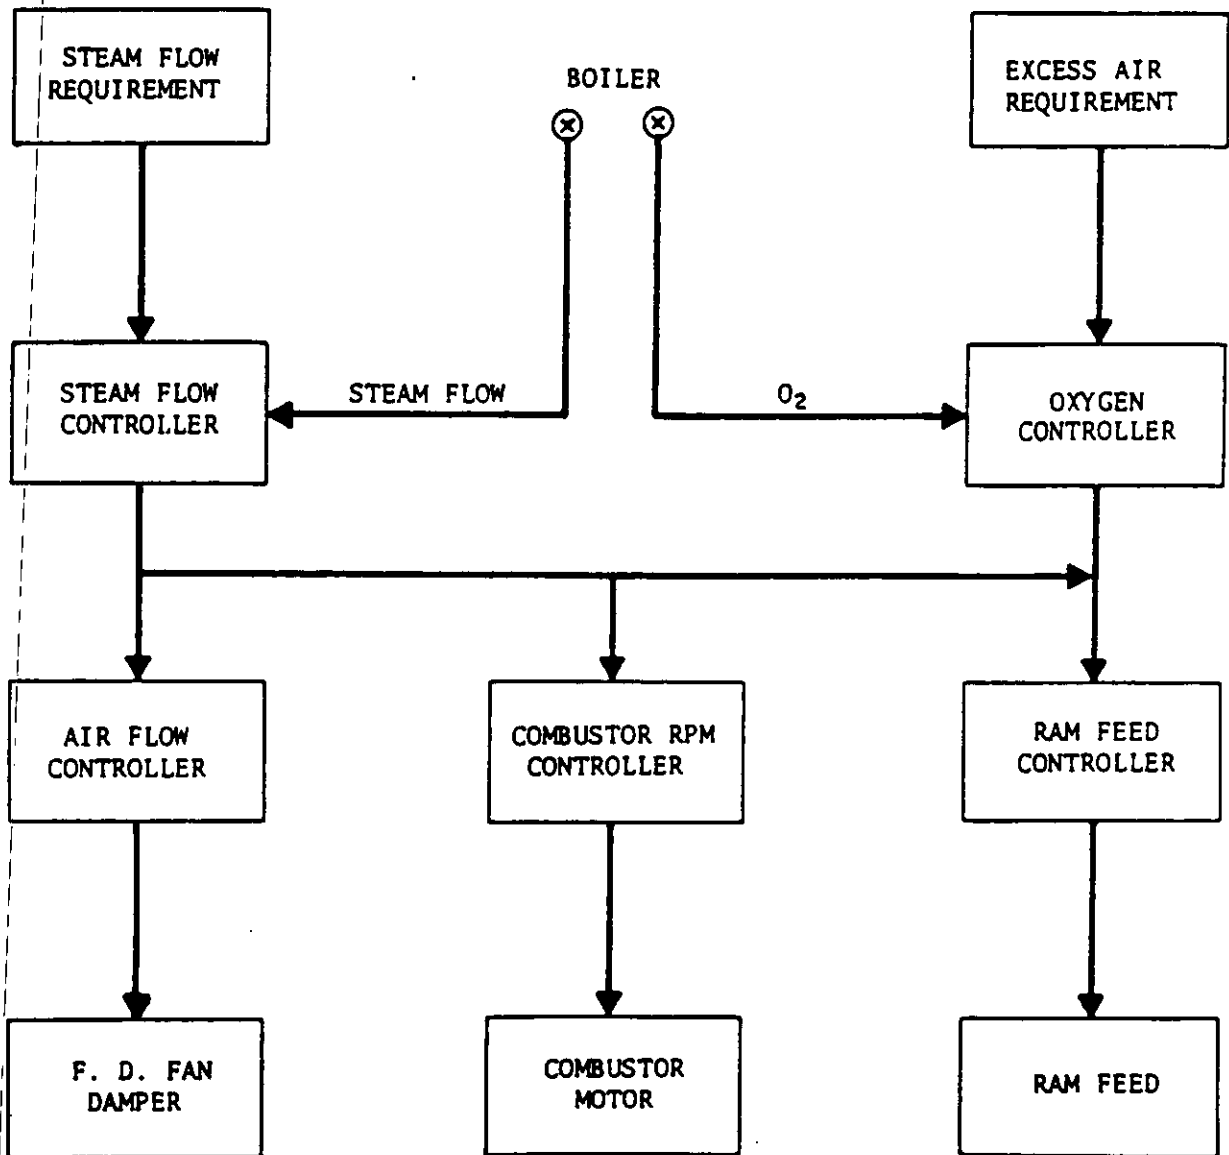 STEAM FLOW
REQUIREMENT
BOILER
EXCESS AIR
REQUIREMENT
STEAM FLOW
CONTROLLER
STEAM FLOW
O₂
OXYGEN
CONTROLLER
AIR FLOW
CONTROLLER
COMBUSTOR RPM
CONTROLLER
RAM FEED
CONTROLLER
F. D. FAN
DAMPER
COMBUSTOR
MOTOR
RAM FEED